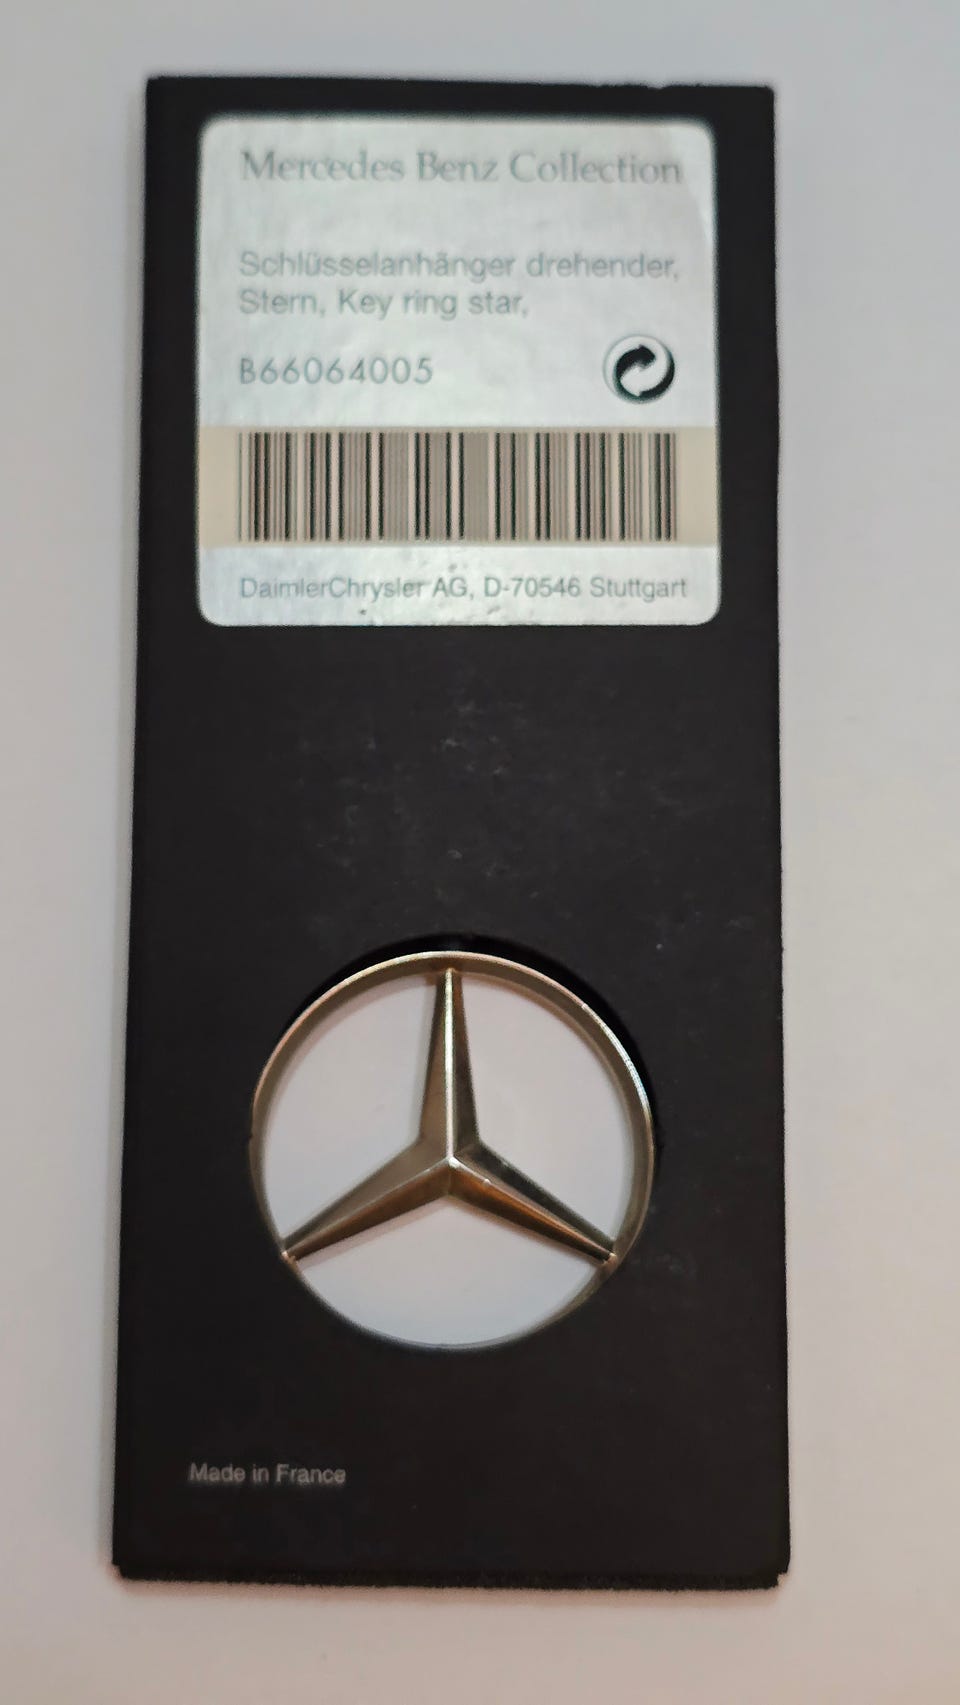 Mercedes Benz Collection
Schlüsselanhänger drehender,
Stern, Key ring star,
B66064005
DaimlerChrysler AG, D-70546 Stuttgart
Made in France